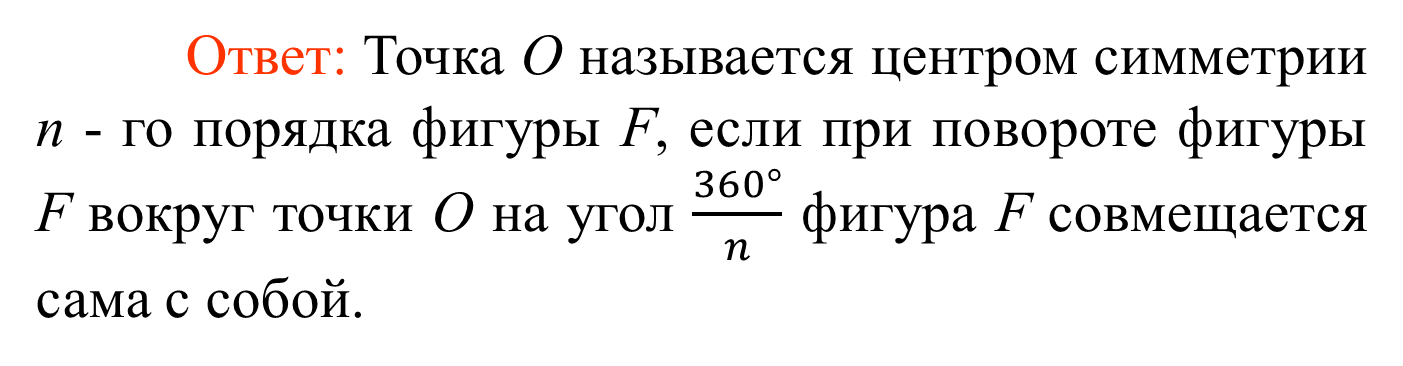 Ответ: Точка O называется центром симметрии
n - го порядка фигуры F, если при повороте фигуры
F вокруг точки O на угол 360°/n фигура F совмещается
сама с собой.